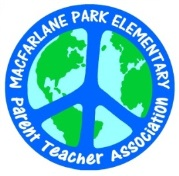 MACFARLANE PARK ELEMENTARY
Parent Teacher Association